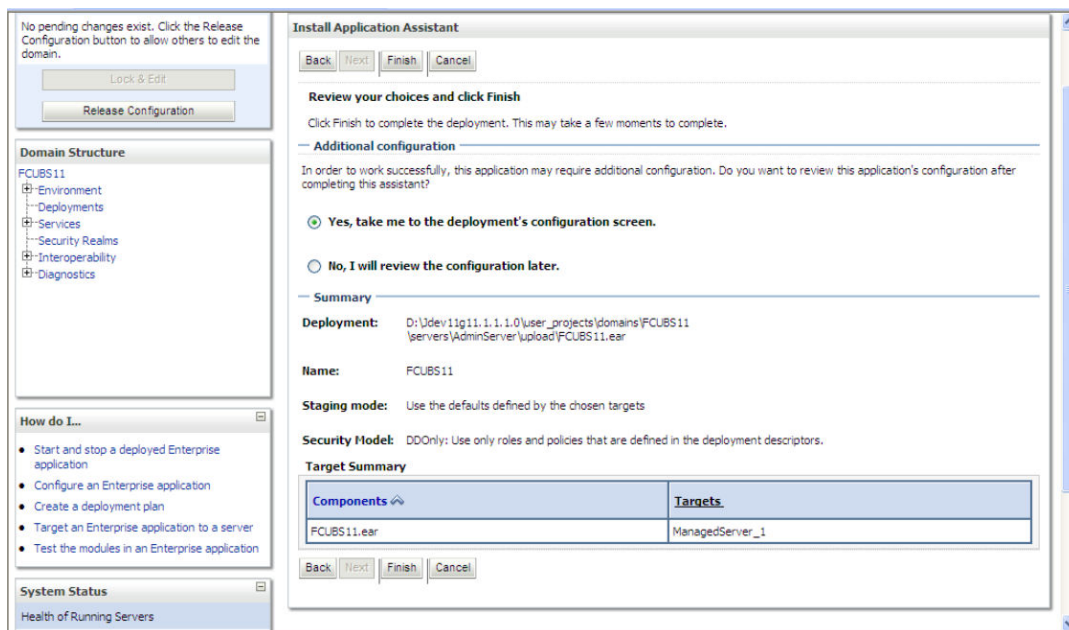 No pending changes exist. Click the Release
Configuration button to allow others to edit the
domain.
Lock & Edit
Release Configuration
Domain Structure
FCUBS11
Environment
Deployments
Services
Security Realms
Interoperability
Diagnostics
How do I...
Start and stop a deployed Enterprise
application
Configure an Enterprise application
Create a deployment plan
Target an Enterprise application to a server
Test the modules in an Enterprise application
System Status
Health of Running Servers
Install Application Assistant
Back Next Finish Cancel
Review your choices and click Finish
Click Finish to complete the deployment. This may take a few moments to complete.
Additional configuration
In order to work successfully, this application may require additional configuration. Do you want to review this application's configuration after
completing this assistant?
Yes, take me to the deployment's configuration screen.
No, I will review the configuration later.
Summary
Deployment: D:\Jdev11g11.1.1.1.0\user_projects\domains\FCUBS11
\servers\AdminServer\upload\FCUBS11.ear
Name: FCUBS11
Staging mode: Use the defaults defined by the chosen targets
Security Model: DDOnly: Use only roles and policies that are defined in the deployment descriptors.
Target Summary
Components Targets
FCUBS11.ear ManagedServer_1
Back Next Finish Cancel